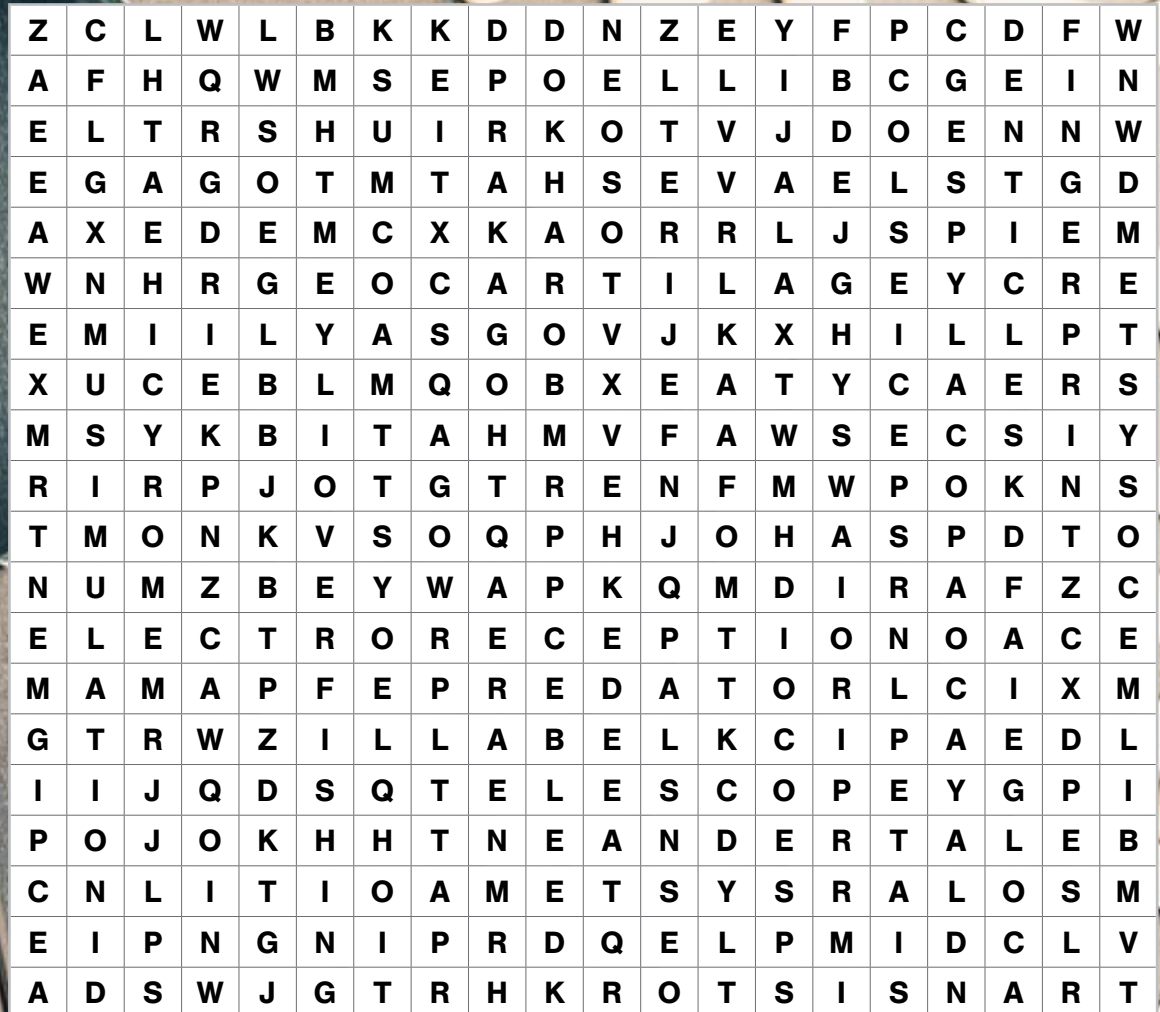 Z C L W L B K K D D N Z E Y F P C D F W
A F H Q W M S E P O E L L I B C G E I N
E L T R S H U I R K O T V J D O E N N W
E G A G O T M T A H S E V A E L S T G D
A X E D E M C X K A O R R L J S P I E M
W N H R G E O C A R T I L A G E Y C R E
E M I I L Y A S G O V J K X H I L L P T
X U C E B L M Q O B X E A T Y C A E R S
M S Y K B I T A H M V F A W S E C S I Y
R I R P J O T G T R E N F M W P O K N S
T M O N K V S O Q P H J O H A S P D T O
N U M Z B E Y W A P K Q M D I R A F Z C
E L E C T R O R E C E P T I O N O A C E
M A M A P F E P R E D A T O R L C I X M
G T R W Z I L L A B E L K C I P A E D L
I I J Q D S Q T E L E S C O P E Y G P I
P O J O K H H T N E A N D E R T A L E B
C N L I T I O A M E T S Y S R A L O S M
E I P N G N I P R D Q E L P M I D C L V
A D S W J G T R H K R O T S I S N A R T